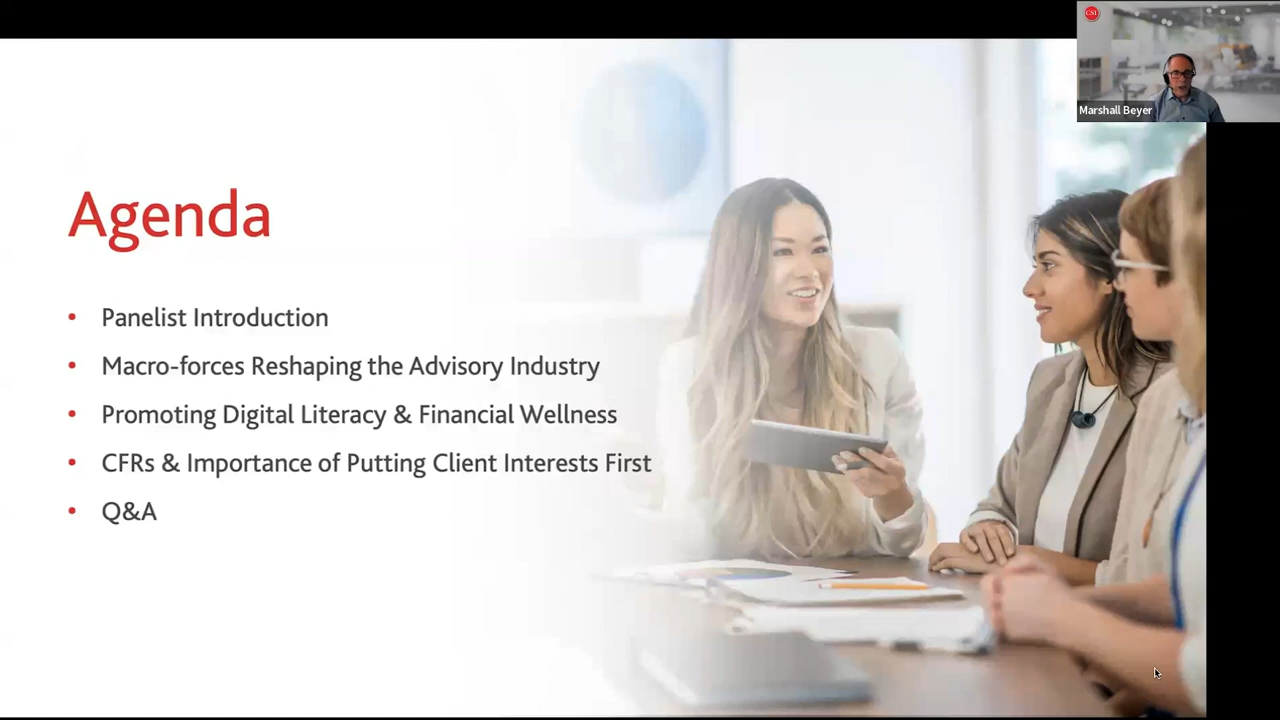 CSI
Marshall Beyer
Agenda
• Panelist Introduction
• Macro-forces Reshaping the Advisory Industry
• Promoting Digital Literacy & Financial Wellness
• CFRs & Importance of Putting Client Interests First
• Q&A